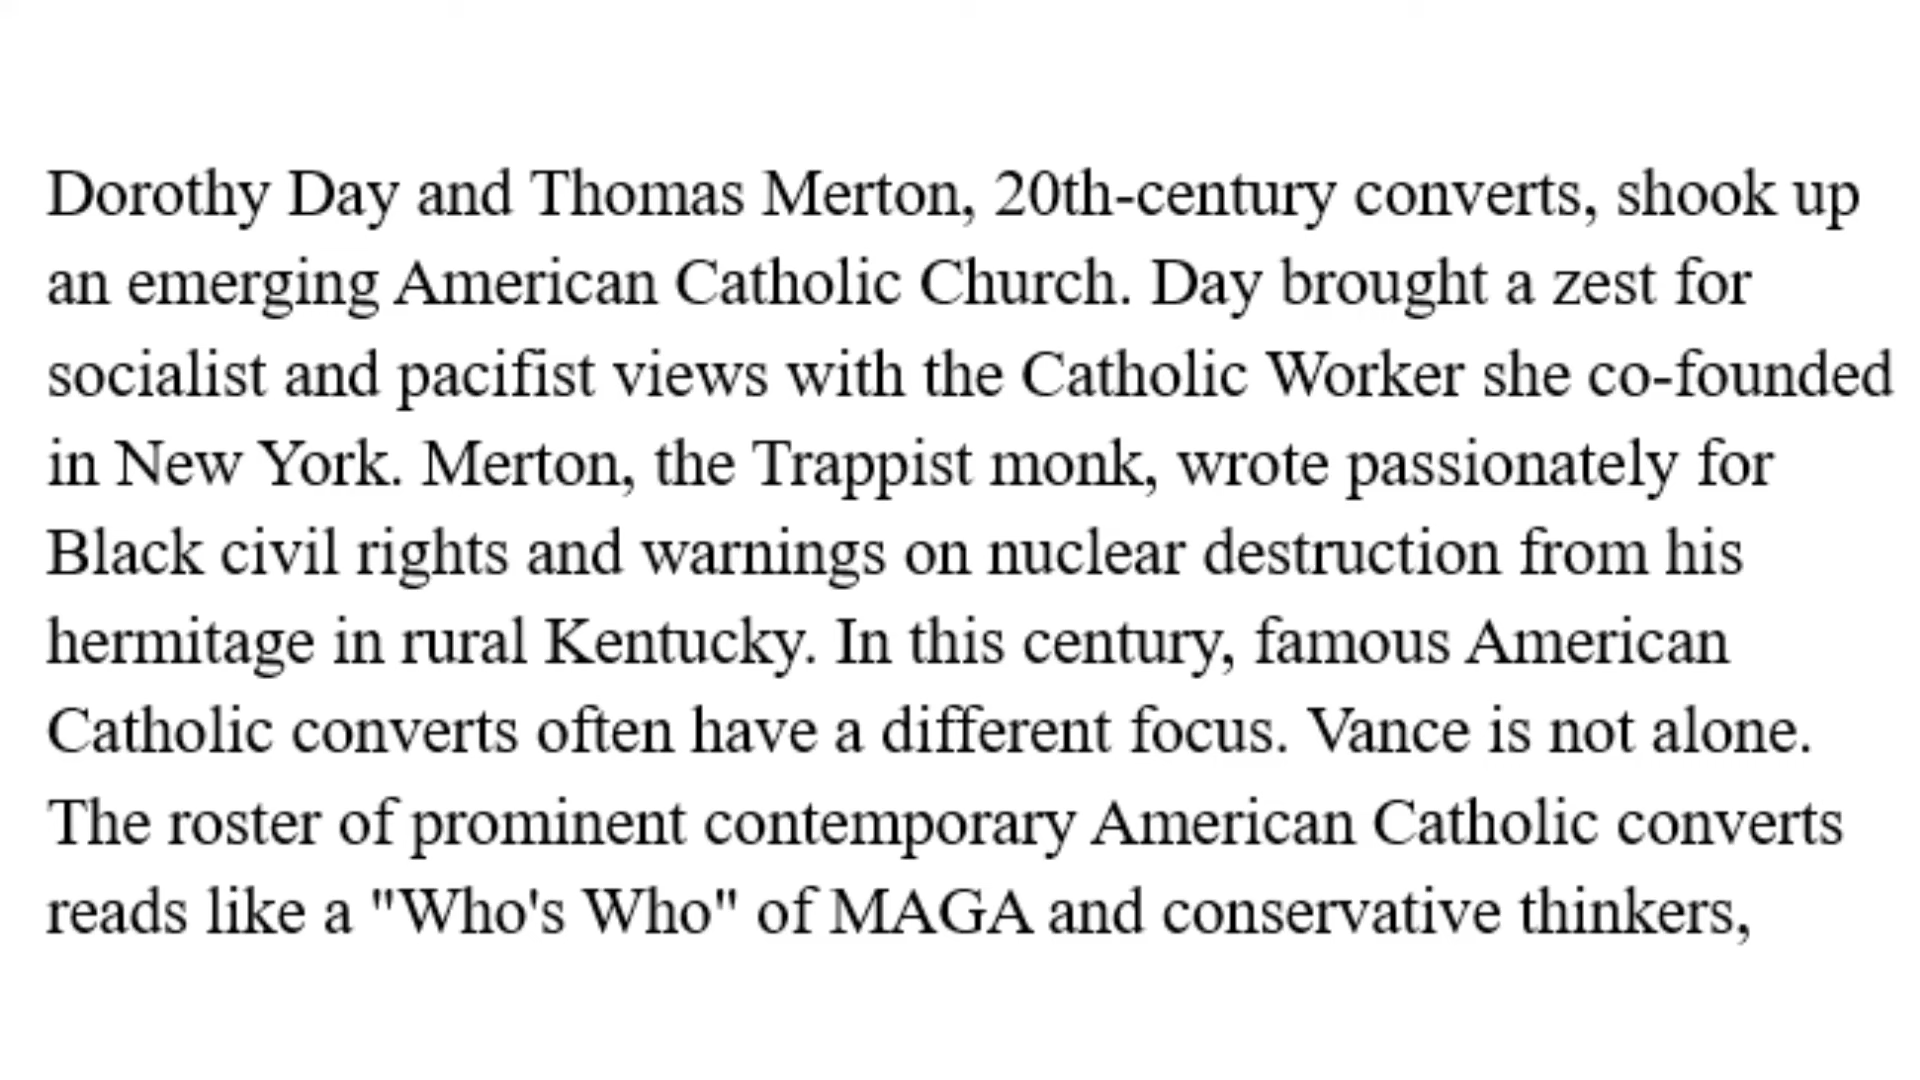 Dorothy Day and Thomas Merton, 20th-century converts, shook up
an emerging American Catholic Church. Day brought a zest for
socialist and pacifist views with the Catholic Worker she co-founded
in New York. Merton, the Trappist monk, wrote passionately for
Black civil rights and warnings on nuclear destruction from his
hermitage in rural Kentucky. In this century, famous American
Catholic converts often have a different focus. Vance is not alone.
The roster of prominent contemporary American Catholic converts
reads like a "Who's Who" of MAGA and conservative thinkers,